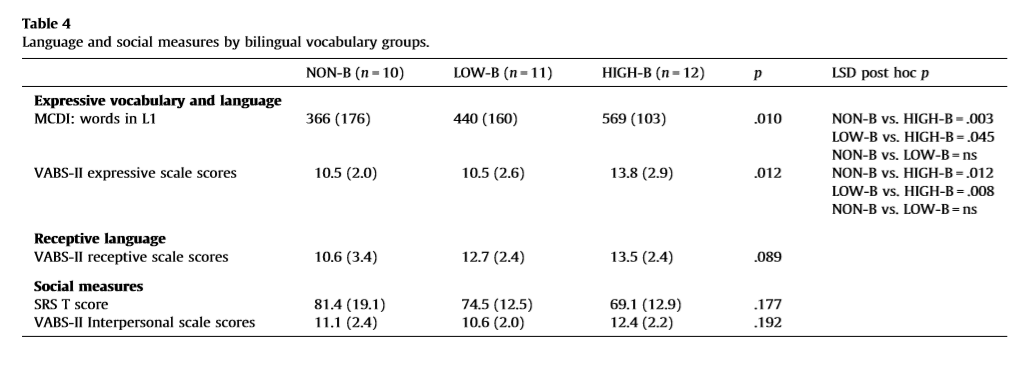 Table 4
Language and social measures by bilingual vocabulary groups.
NON-B (n = 10) LOW-B (n = 11) HIGH-B (n = 12) p LSD post hoc p
Expressive vocabulary and language
MCDI: words in L1 366 (176) 440 (160) 569 (103) .010 NON-B vs. HIGH-B = .003
LOW-B vs. HIGH-B = .045
NON-B vs. LOW-B = ns
VABS-II expressive scale scores 10.5 (2.0) 10.5 (2.6) 13.8 (2.9) .012 NON-B vs. HIGH-B = .012
LOW-B vs. HIGH-B = .008
NON-B vs. LOW-B = ns
Receptive language
VABS-II receptive scale scores 10.6 (3.4) 12.7 (2.4) 13.5 (2.4) .089
Social measures
SRS T score 81.4 (19.1) 74.5 (12.5) 69.1 (12.9) .177
VABS-II Interpersonal scale scores 11.1 (2.4) 10.6 (2.0) 12.4 (2.2) .192